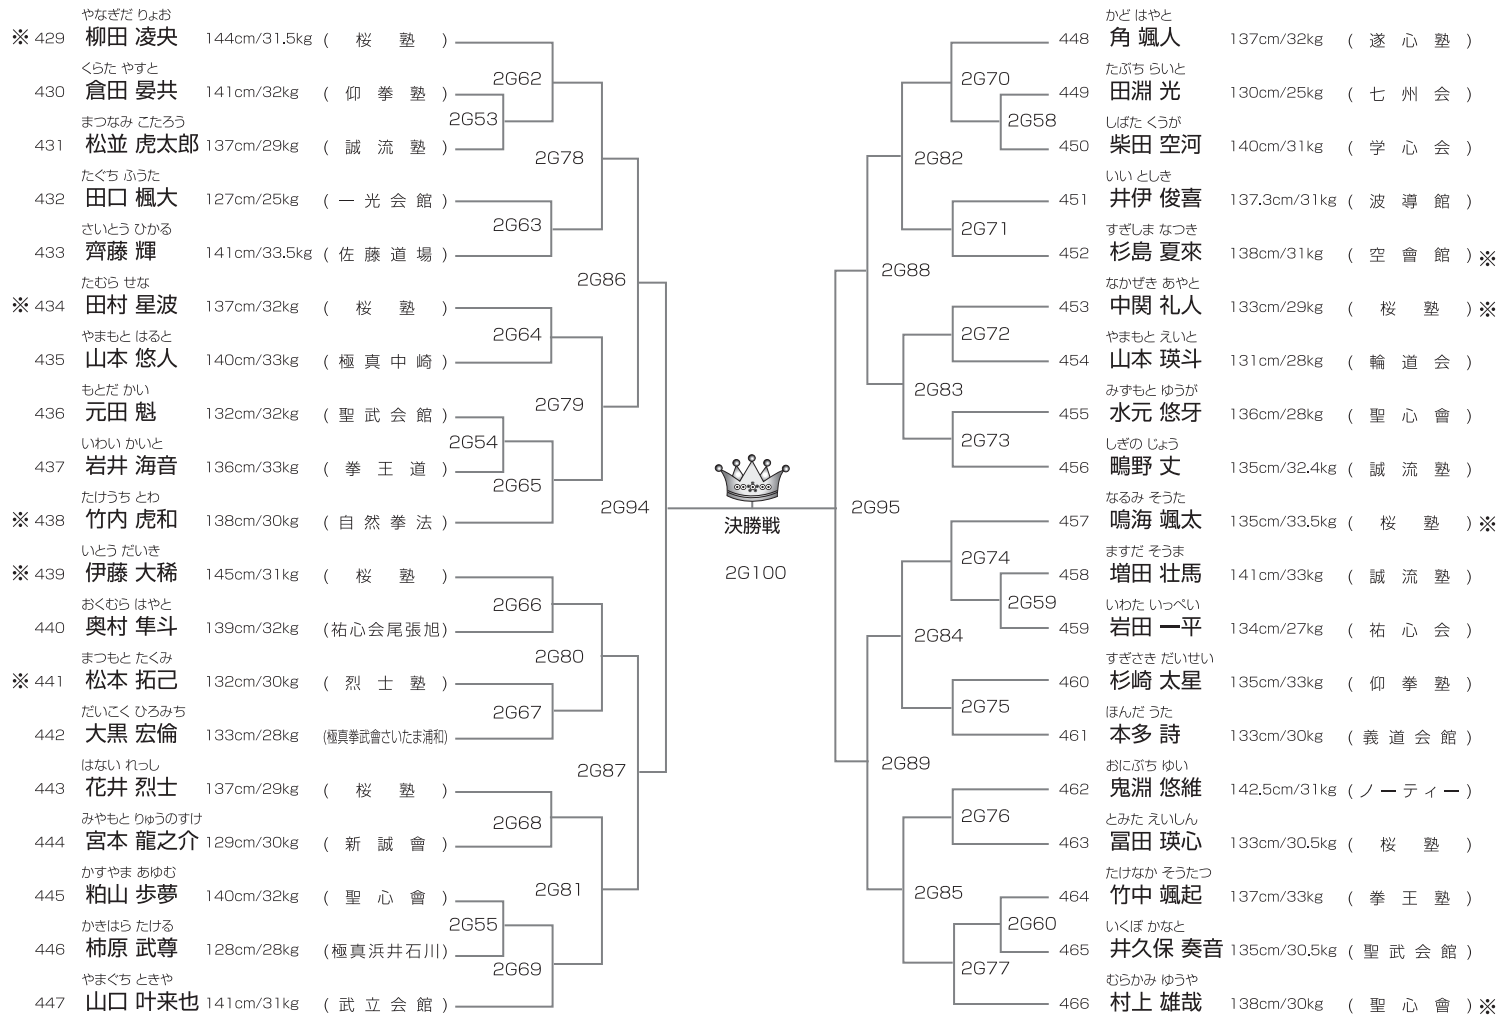 やなぎだ りょお
※ 429 柳田 凌央 144cm/31.5kg ( 桜 塾 )
くらた やすと
430 倉田 晏共 141cm/32kg ( 仰 拳 塾 )
まつなみ こたろう
431 松並 虎太郎 137cm/29kg ( 誠 流 塾 )
たぐち ふうた
432 田口 楓大 127cm/25kg ( 一 光 会 館 )
さいとう ひかる
433 齊藤 輝 141cm/33.5kg ( 佐 藤 道 場 )
たむら せな
※ 434 田村 星波 137cm/32kg ( 桜 塾 )
やまもと はると
435 山本 悠人 140cm/33kg ( 極 真 中 崎 )
もとだ かい
436 元田 魁 132cm/32kg ( 聖 武 会 館 )
いわい かいと
437 岩井 海音 136cm/33kg ( 拳 王 道 )
たけうち とわ
※ 438 竹内 虎和 138cm/30kg ( 自 然 拳 法 )
いとう だいき
※ 439 伊藤 大稀 145cm/31kg ( 桜 塾 )
おくむら はやと
440 奥村 隼斗 139cm/32kg (祐心会尾張旭)
まつもと たくみ
※ 441 松本 拓己 132cm/30kg ( 烈 士 塾 )
だいこく ひろみち
442 大黒 宏倫 133cm/28kg (極真拳武會さいたま浦和)
はない れっし
443 花井 烈士 137cm/29kg ( 桜 塾 )
みやもと りゅうのすけ
444 宮本 龍之介 129cm/30kg ( 新 誠 會 )
かすやま あゆむ
445 粕山 歩夢 140cm/32kg ( 聖 心 會 )
かきはら たける
446 柿原 武尊 128cm/28kg (極真浜井石川)
やまぐち ときや
447 山口 叶来也 141cm/31kg ( 武 立 会 館 )
2G62
2G53
2G78
2G63
2G86
2G64
2G79
2G54
2G65
2G94
2G66
2G80
2G67
2G87
2G68
2G81
2G55
2G69
決勝戦
2G100
2G95
2G70
2G58
2G82
2G71
2G88
2G72
2G83
2G73
2G74
2G59
2G84
2G75
2G89
2G76
2G85
2G60
2G77
かど はやと
448 角 颯人 137cm/32kg ( 遂 心 塾 )
たぶち らいと
449 田淵 光 130cm/25kg ( 七 州 会 )
しばた くうが
450 柴田 空河 140cm/31kg ( 学 心 会 )
いい としき
451 井伊 俊喜 137.3cm/31kg ( 波 導 館 )
すぎしま なつき
452 杉島 夏來 138cm/31kg ( 空 會 館 ) ※
なかぜき あやと
453 中関 礼人 133cm/29kg ( 桜 塾 ) ※
やまもと えいと
454 山本 瑛斗 131cm/28kg ( 輪 道 会 )
みずもと ゆうが
455 水元 悠牙 136cm/28kg ( 聖 心 會 )
しぎの じょう
456 鴫野 丈 135cm/32.4kg ( 誠 流 塾 )
なるみ そうた
457 鳴海 颯太 135cm/33.5kg ( 桜 塾 ) ※
ますだ そうま
458 増田 壮馬 141cm/33kg ( 誠 流 塾 )
いわた いっぺい
459 岩田 一平 134cm/27kg ( 祐 心 会 )
すぎさき だいせい
460 杉崎 太星 135cm/33kg ( 仰 拳 塾 )
ほんだ うた
461 本多 詩 133cm/30kg ( 義 道 会 館 )
おにぶち ゆい
462 鬼淵 悠維 142.5cm/31kg ( ノ ー テ ィ ー )
とみた えいしん
463 冨田 瑛心 133cm/30.5kg ( 桜 塾 )
たけなか そうたつ
464 竹中 颯起 137cm/33kg ( 拳 王 塾 )
いくぼ かなと
465 井久保 奏音 135cm/30.5kg ( 聖 武 会 館 )
むらかみ ゆうや
466 村上 雄哉 138cm/30kg ( 聖 心 會 ) ※